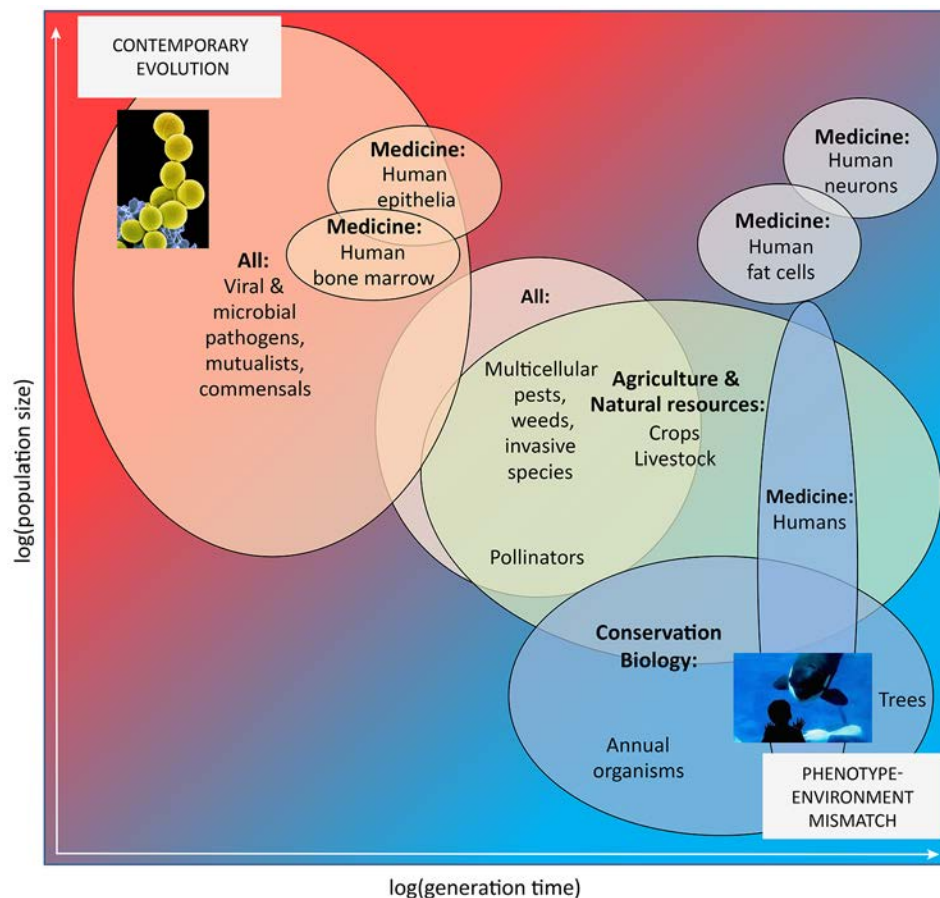 CONTEMPORARY
EVOLUTION
Medicine:
Human
epithelia
Medicine:
Human
bone marrow
All:
Viral &
microbial
pathogens,
mutualists,
commensals
Medicine:
Human
neurons
Medicine:
Human
fat cells
All:
Multicellular
pests,
weeds,
invasive
species
Pollinators
Agriculture &
Natural resources:
Crops
Livestock
Medicine:
Humans
Conservation
Biology:
Annual
organisms
Trees
PHENOTYPE-
ENVIRONMENT
MISMATCH
log(population size)
log(generation time)